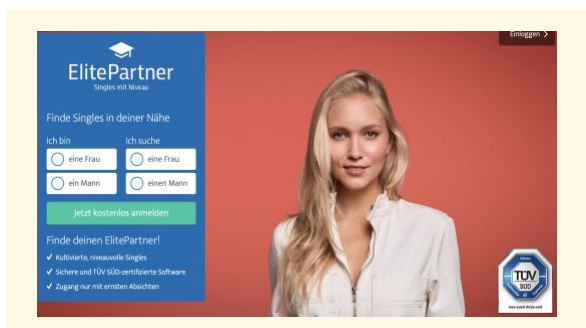 Einloggen
ElitePartner
Singles mit Niveau
Finde Singles in deiner Nähe
Ich bin Ich suche
eine Frau eine Frau
ein Mann einen Mann
Jetzt kostenlos anmelden
Finde deinen ElitePartner!
✓ Kultivierte, niveauvolle Singles
✓ Sichere und TÜV SÜD-zertifizierte Software
✓ Zugang nur mit ernsten Absichten
TÜV
SÜD